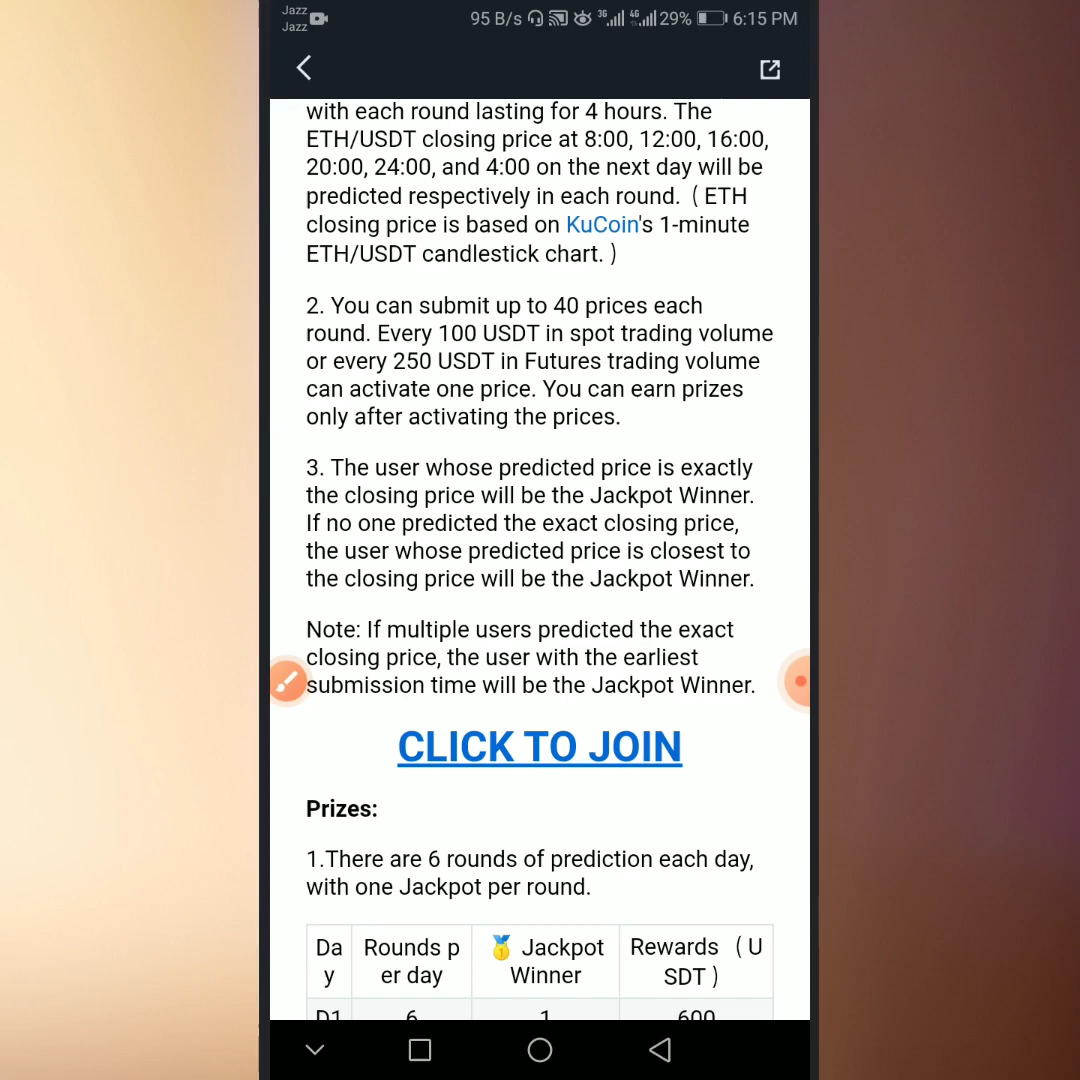 Jazz
Jazz
95 B/s 3G 4G 29% 6:15 PM
with each round lasting for 4 hours. The
ETH/USDT closing price at 8:00, 12:00, 16:00,
20:00, 24:00, and 4:00 on the next day will be
predicted respectively in each round.（ETH
closing price is based on KuCoin's 1-minute
ETH/USDT candlestick chart.）
2. You can submit up to 40 prices each
round. Every 100 USDT in spot trading volume
or every 250 USDT in Futures trading volume
can activate one price. You can earn prizes
only after activating the prices.
3. The user whose predicted price is exactly
the closing price will be the Jackpot Winner.
If no one predicted the exact closing price,
the user whose predicted price is closest to
the closing price will be the Jackpot Winner.
Note: If multiple users predicted the exact
closing price, the user with the earliest
submission time will be the Jackpot Winner.
CLICK TO JOIN
Prizes:
1.There are 6 rounds of prediction each day,
with one Jackpot per round.
Da Rounds p 🥇 Jackpot Rewards（U
y er day Winner SDT）
D1 6 1 600